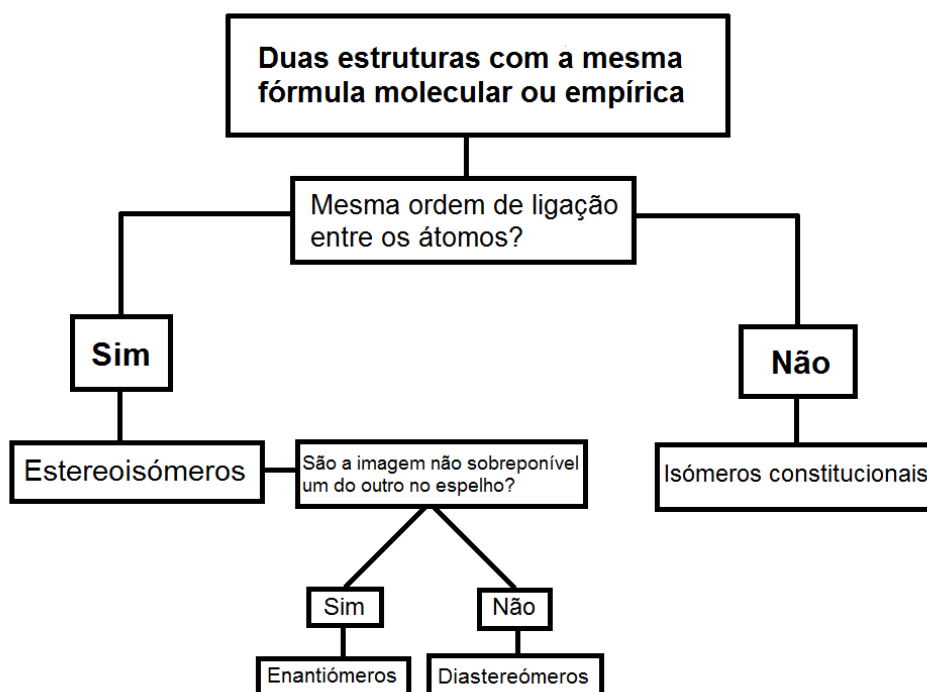 Duas estruturas com a mesma
fórmula molecular ou empírica
Mesma ordem de ligação
entre os átomos?
Sim
Não
Estereoisómeros
São a imagem não sobreponível
um do outro no espelho?
Isómeros constitucionais
Sim
Não
Enantiómeros
Diastereómeros